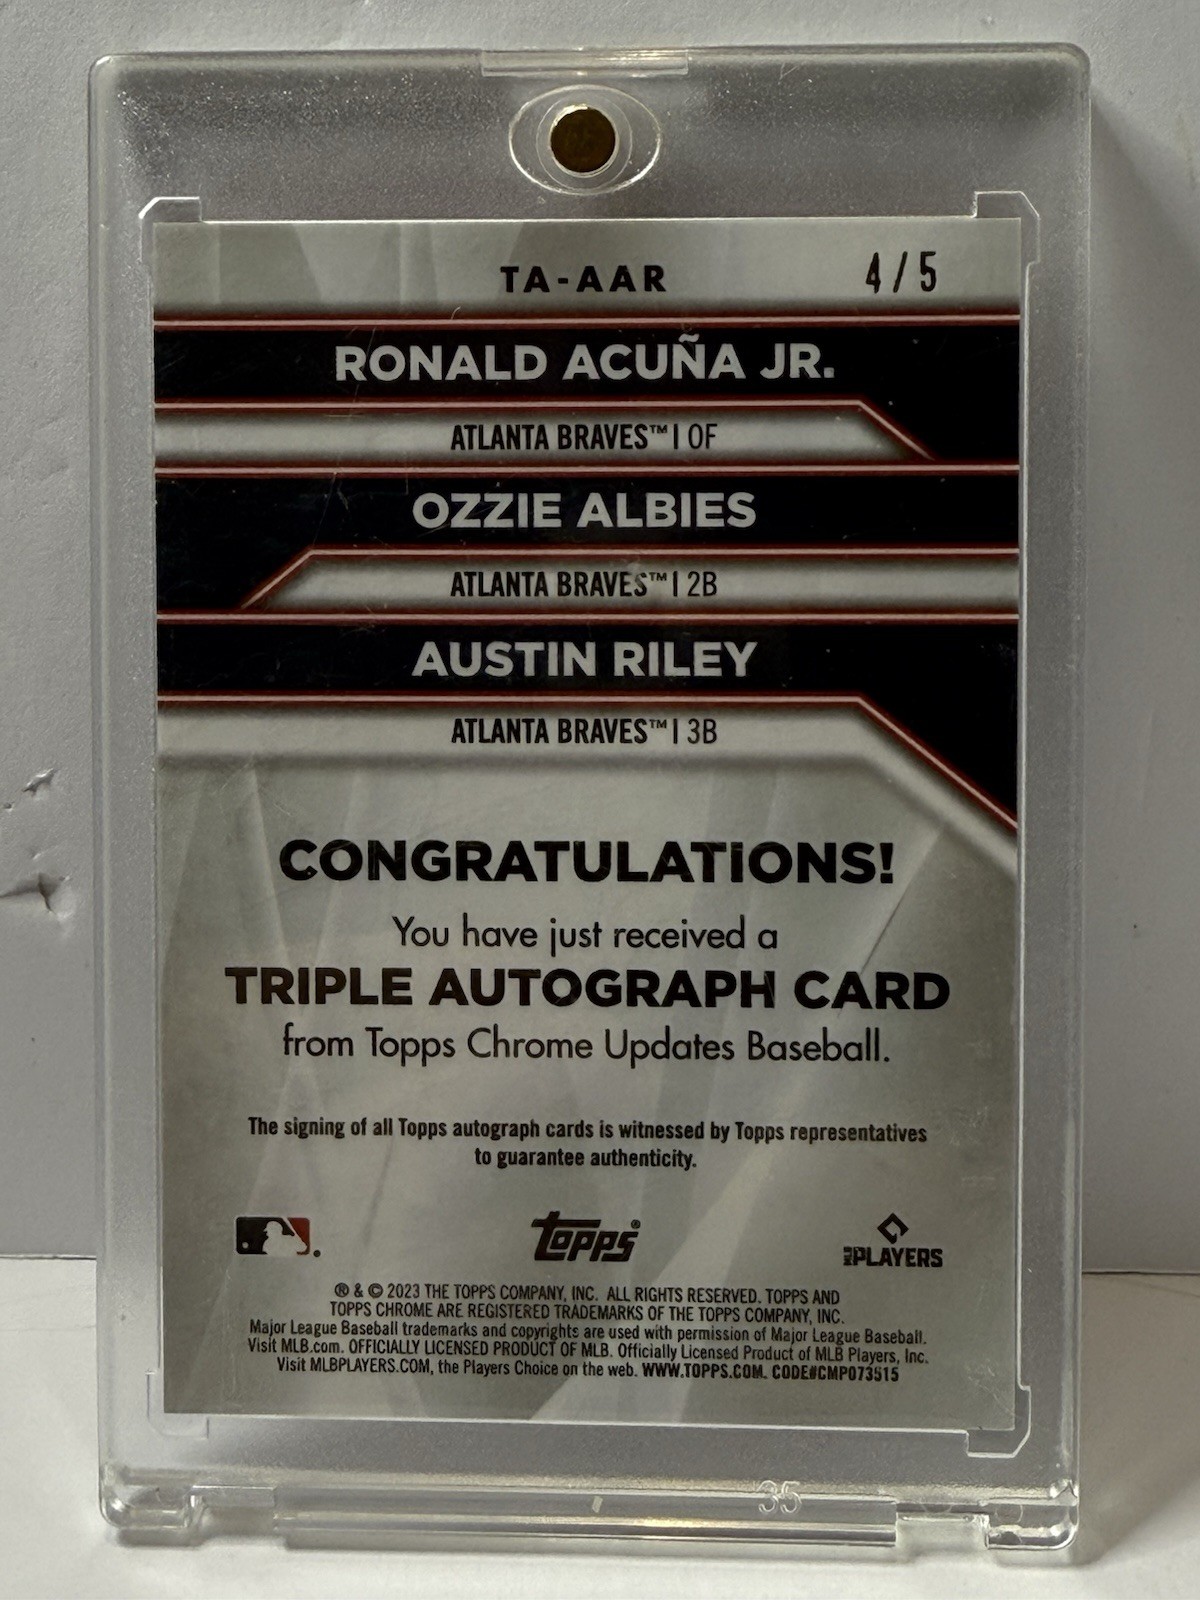 TA-AAR 4/5
RONALD ACUÑA JR.
ATLANTA BRAVES™ | OF
OZZIE ALBIES
ATLANTA BRAVES™ | 2B
AUSTIN RILEY
ATLANTA BRAVES™ | 3B
CONGRATULATIONS!
You have just received a
TRIPLE AUTOGRAPH CARD
from Topps Chrome Updates Baseball.
The signing of all Topps autograph cards is witnessed by Topps representatives
to guarantee authenticity.
topps® MLB PLAYERS
® & © 2023 THE TOPPS COMPANY, INC. ALL RIGHTS RESERVED. TOPPS AND
TOPPS CHROME ARE REGISTERED TRADEMARKS OF THE TOPPS COMPANY, INC.
Major League Baseball trademarks and copyrights are used with permission of Major League Baseball.
Visit MLB.com. OFFICIALLY LICENSED PRODUCT OF MLB. Officially Licensed Product of MLB Players, Inc.
Visit MLBPLAYERS.COM, the Players Choice on the web. WWW.TOPPS.COM. CODE#CMP073515
35